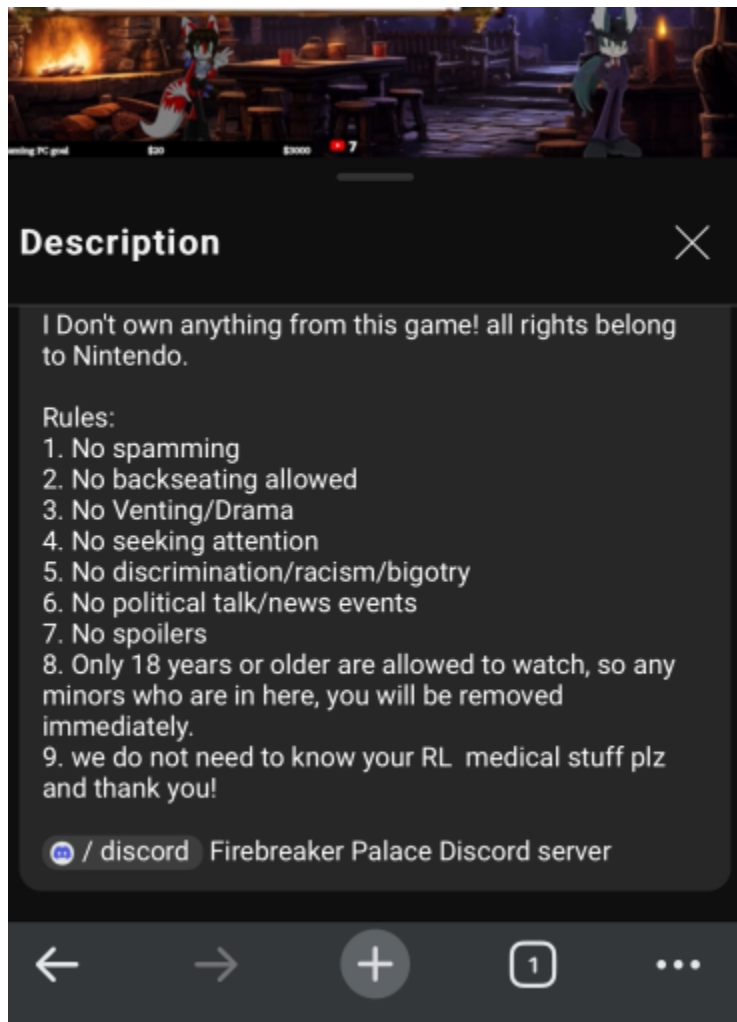 PC goal
$20
$3000
7
Description
I Don't own anything from this game! all rights belong
to Nintendo.
Rules:
1. No spamming
2. No backseating allowed
3. No Venting/Drama
4. No seeking attention
5. No discrimination/racism/bigotry
6. No political talk/news events
7. No spoilers
8. Only 18 years or older are allowed to watch, so any
minors who are in here, you will be removed
immediately.
9. we do not need to know your RL medical stuff plz
and thank you!
/ discord Firebreaker Palace Discord server
1